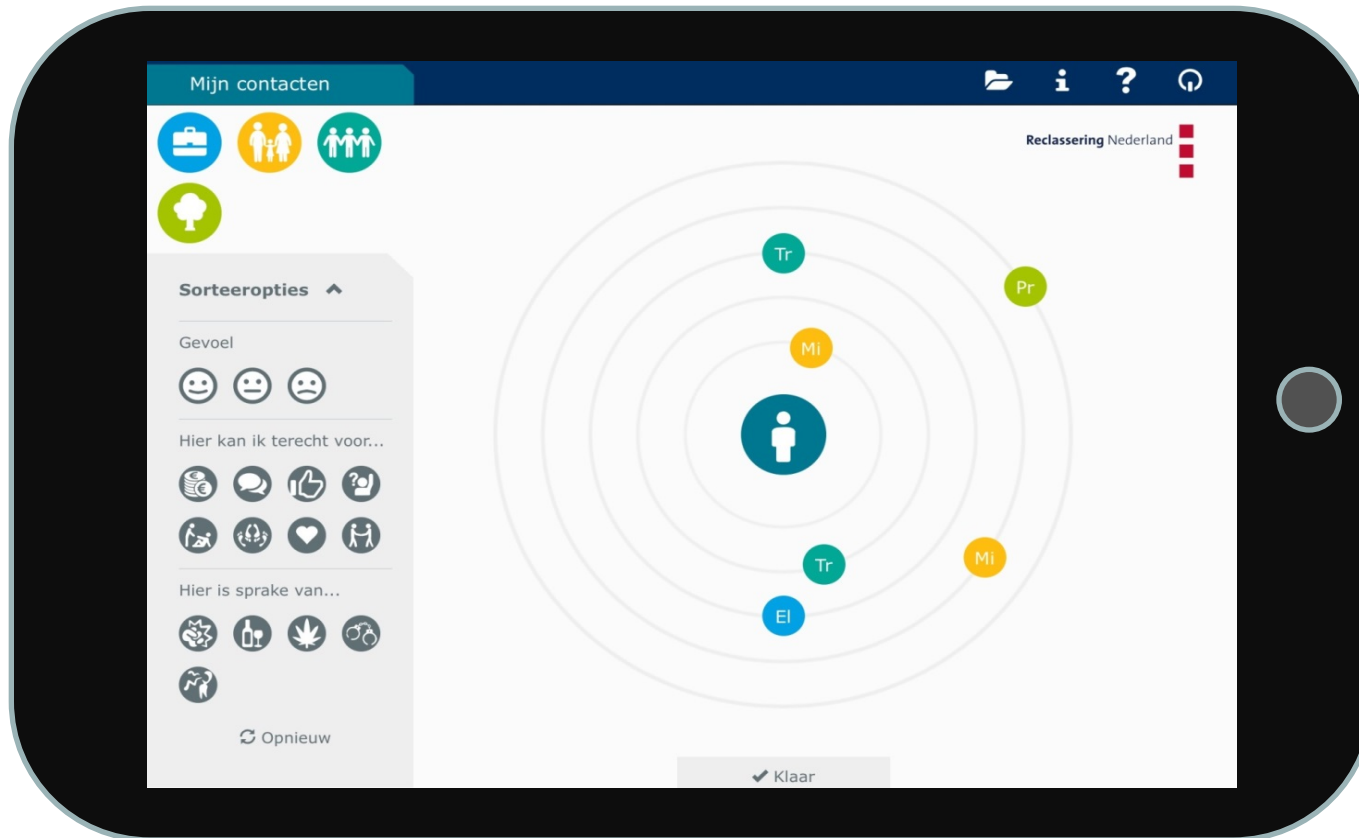 Mijn contacten
Reclassering Nederland
Sorteeropties
Gevoel
Hier kan ik terecht voor...
Hier is sprake van...
Opnieuw
Tr
Pr
Mi
Mi
Tr
El
Klaar